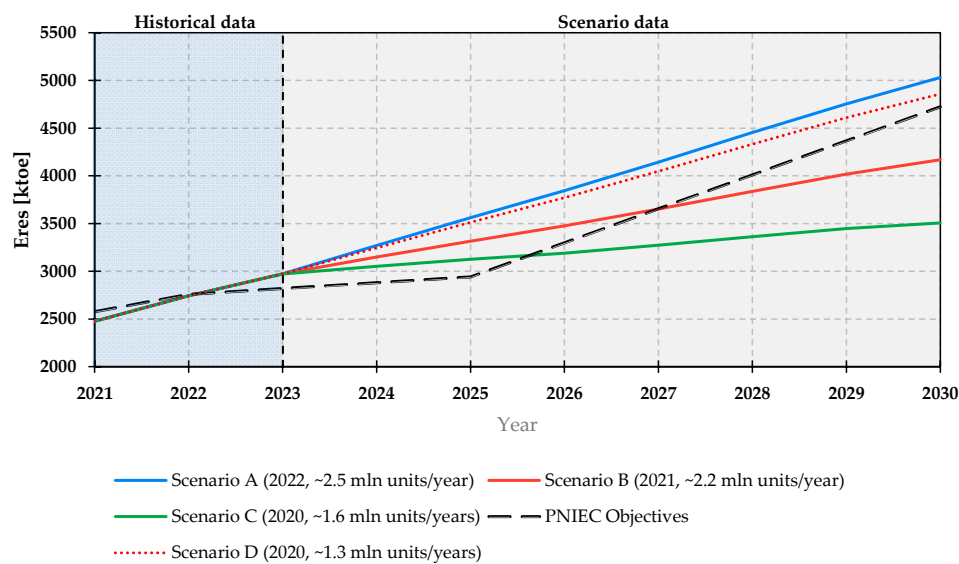 Historical data
Scenario data
5500
5000
4500
4000
3500
3000
2500
2000
Eres [ktoe]
2021 2022 2023 2024 2025 2026 2027 2028 2029 2030
Year
Scenario A (2022, ~2.5 mln units/year)
Scenario B (2021, ~2.2 mln units/year)
Scenario C (2020, ~1.6 mln units/years)
PNIEC Objectives
Scenario D (2020, ~1.3 mln units/years)